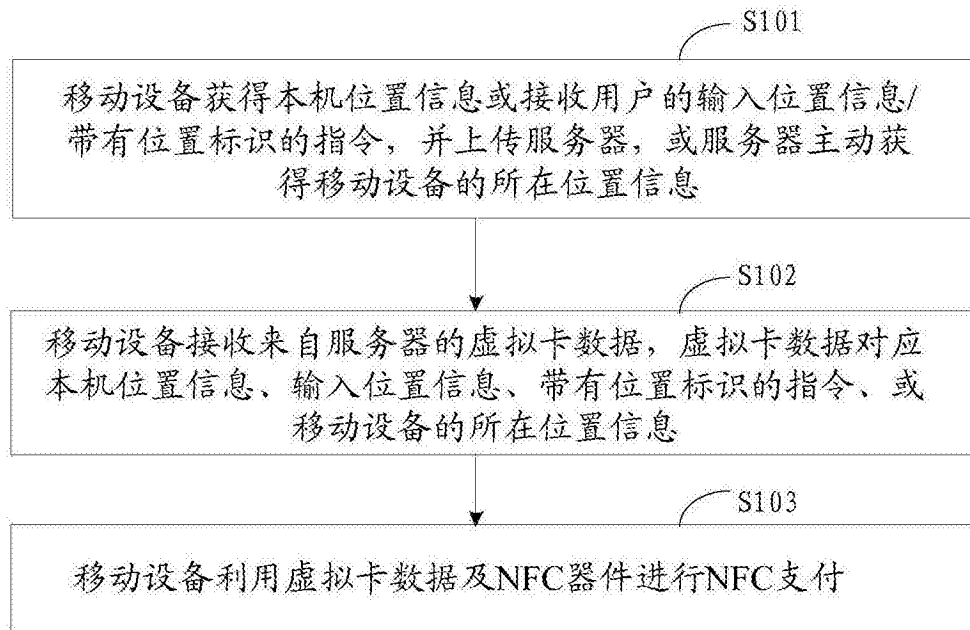 S101
移动设备获得本机位置信息或接收用户的输入位置信息/
带有位置标识的指令，并上传服务器，或服务器主动获
得移动设备的所在位置信息
S102
移动设备接收来自服务器的虚拟卡数据，虚拟卡数据对应
本机位置信息、输入位置信息、带有位置标识的指令、或
移动设备的所在位置信息
S103
移动设备利用虚拟卡数据及NFC器件进行NFC支付